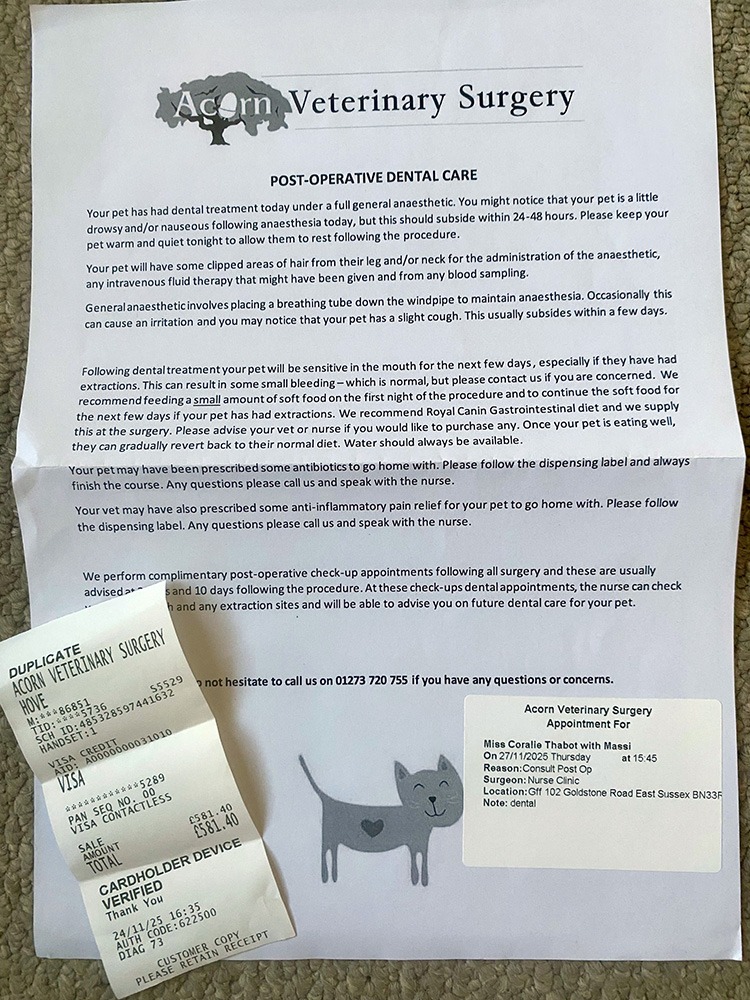 Acorn Veterinary Surgery
POST-OPERATIVE DENTAL CARE
Your pet has had dental treatment today under a full general anaesthetic. You might notice that your pet is a little
drowsy and/or nauseous following anaesthesia today, but this should subside within 24-48 hours. Please keep your
pet warm and quiet tonight to allow them to rest following the procedure.
Your pet will have some clipped areas of hair from their leg and/or neck for the administration of the anaesthetic,
any intravenous fluid therapy that might have been given and from any blood sampling.
General anaesthetic involves placing a breathing tube down the windpipe to maintain anaesthesia. Occasionally this
can cause an irritation and you may notice that your pet has a slight cough. This usually subsides within a few days.
Following dental treatment your pet will be sensitive in the mouth for the next few days, especially if they have had
extractions. This can result in some small bleeding – which is normal, but please contact us if you are concerned. We
recommend feeding a small amount of soft food on the first night of the procedure and to continue the soft food for
the next few days if your pet has had extractions. We recommend Royal Canin Gastrointestinal diet and we supply
this at the surgery. Please advise your vet or nurse if you would like to purchase any. Once your pet is eating well,
they can gradually revert back to their normal diet. Water should always be available.
Your pet may have been prescribed some antibiotics to go home with. Please follow the dispensing label and always
finish the course. Any questions please call us and speak with the nurse.
Your vet may have also prescribed some anti-inflammatory pain relief for your pet to go home with. Please follow
the dispensing label. Any questions please call us and speak with the nurse.
We perform complimentary post-operative check-up appointments following all surgery and these are usually
advised and 10 days following the procedure. At these check-ups dental appointments, the nurse can check
and any extraction sites and will be able to advise you on future dental care for your pet.
not hesitate to call us on 01273 720 755 if you have any questions or concerns.
DUPLICATE
ACORN VETERINARY SURGERY
HOVE
M:***86851 S5529
TID:****5736
SCH ID:485328597441632
HANDSET:1
VISA CREDIT
AID: A0000000031010
VISA
************5289
PAN SEQ NO. 00
VISA CONTACTLESS
SALE
AMOUNT £581.40
TOTAL £581.40
CARDHOLDER DEVICE
VERIFIED
Thank You
24/11/25 16:35
AUTH CODE:622500
DIAG 73
CUSTOMER COPY
PLEASE RETAIN RECEIPT
Acorn Veterinary Surgery
Appointment For
Miss Coralie Thabot with Massi
On 27/11/2025 Thursday at 15:45
Reason:Consult Post Op
Surgeon:Nurse Clinic
Location:Gff 102 Goldstone Road East Sussex BN33
Note: dental